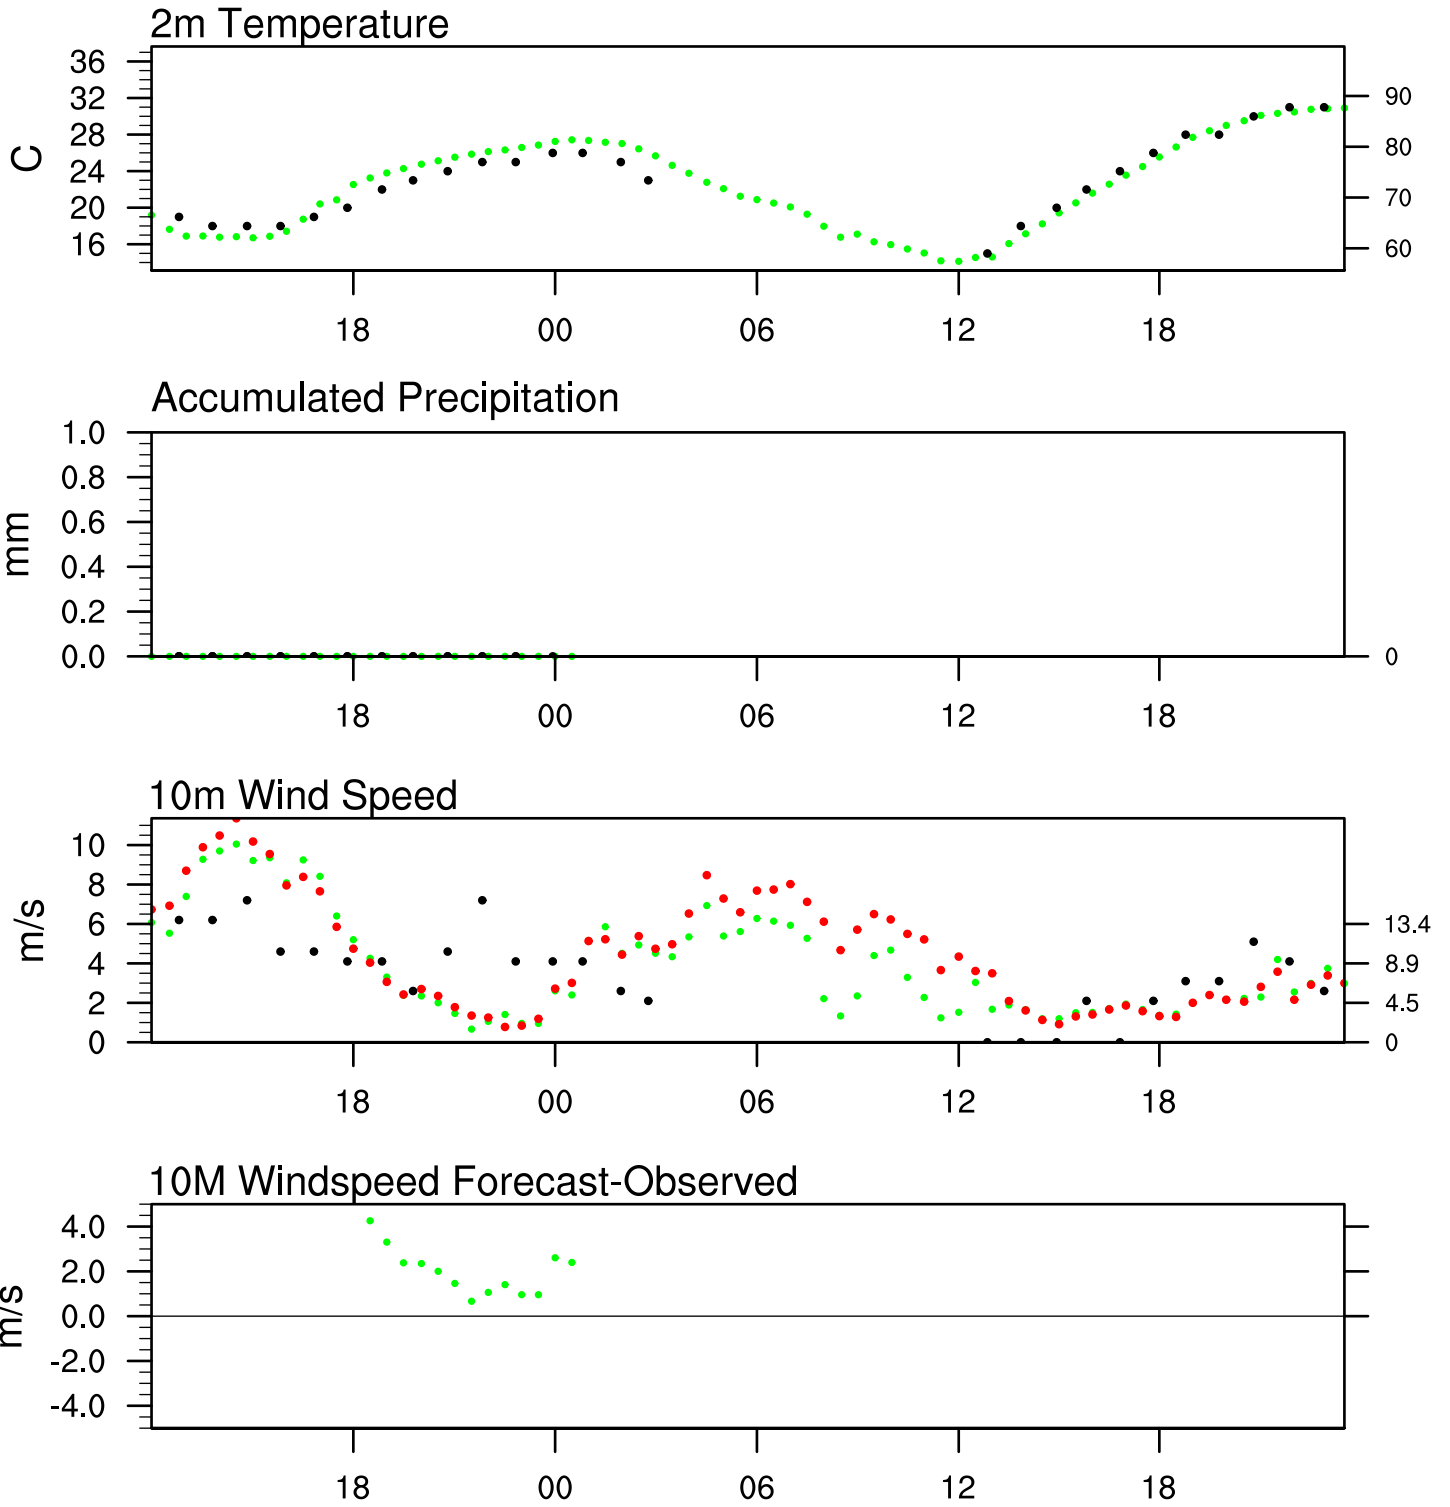 2m Temperature
36
32
28
24
20
16
C
90
80
70
60
18 00 06 12 18
Accumulated Precipitation
1.0
0.8
0.6
0.4
0.2
0.0
mm
0
18 00 06 12 18
10m Wind Speed
10
8
6
4
2
0
m/s
13.4
8.9
4.5
0
18 00 06 12 18
10M Windspeed Forecast-Observed
4.0
2.0
0.0
-2.0
-4.0
m/s
18 00 06 12 18